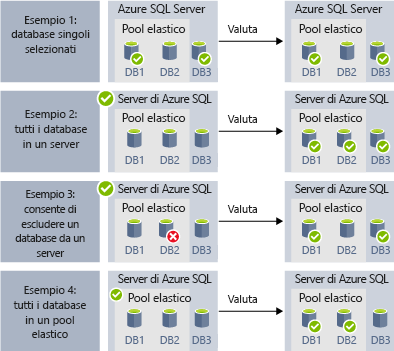 Esempio 1:
database singoli
selezionati
Azure SQL Server
Pool elastico
DB1 DB2 DB3
Valuta
Azure SQL Server
Pool elastico
DB1 DB2 DB3
Esempio 2:
tutti i database
in un server
Server di Azure SQL
Pool elastico
DB1 DB2 DB3
Valuta
Server di Azure SQL
Pool elastico
DB1 DB2 DB3
Esempio 3:
consente di
escludere un
database da un
server
Server di Azure SQL
Pool elastico
DB1 DB2 DB3
Valuta
Server di Azure SQL
Pool elastico
DB1 DB2 DB3
Esempio 4:
tutti i database
in un pool
elastico
Server di Azure SQL
Pool elastico
DB1 DB2 DB3
Valuta
Server di Azure SQL
Pool elastico
DB1 DB2 DB3